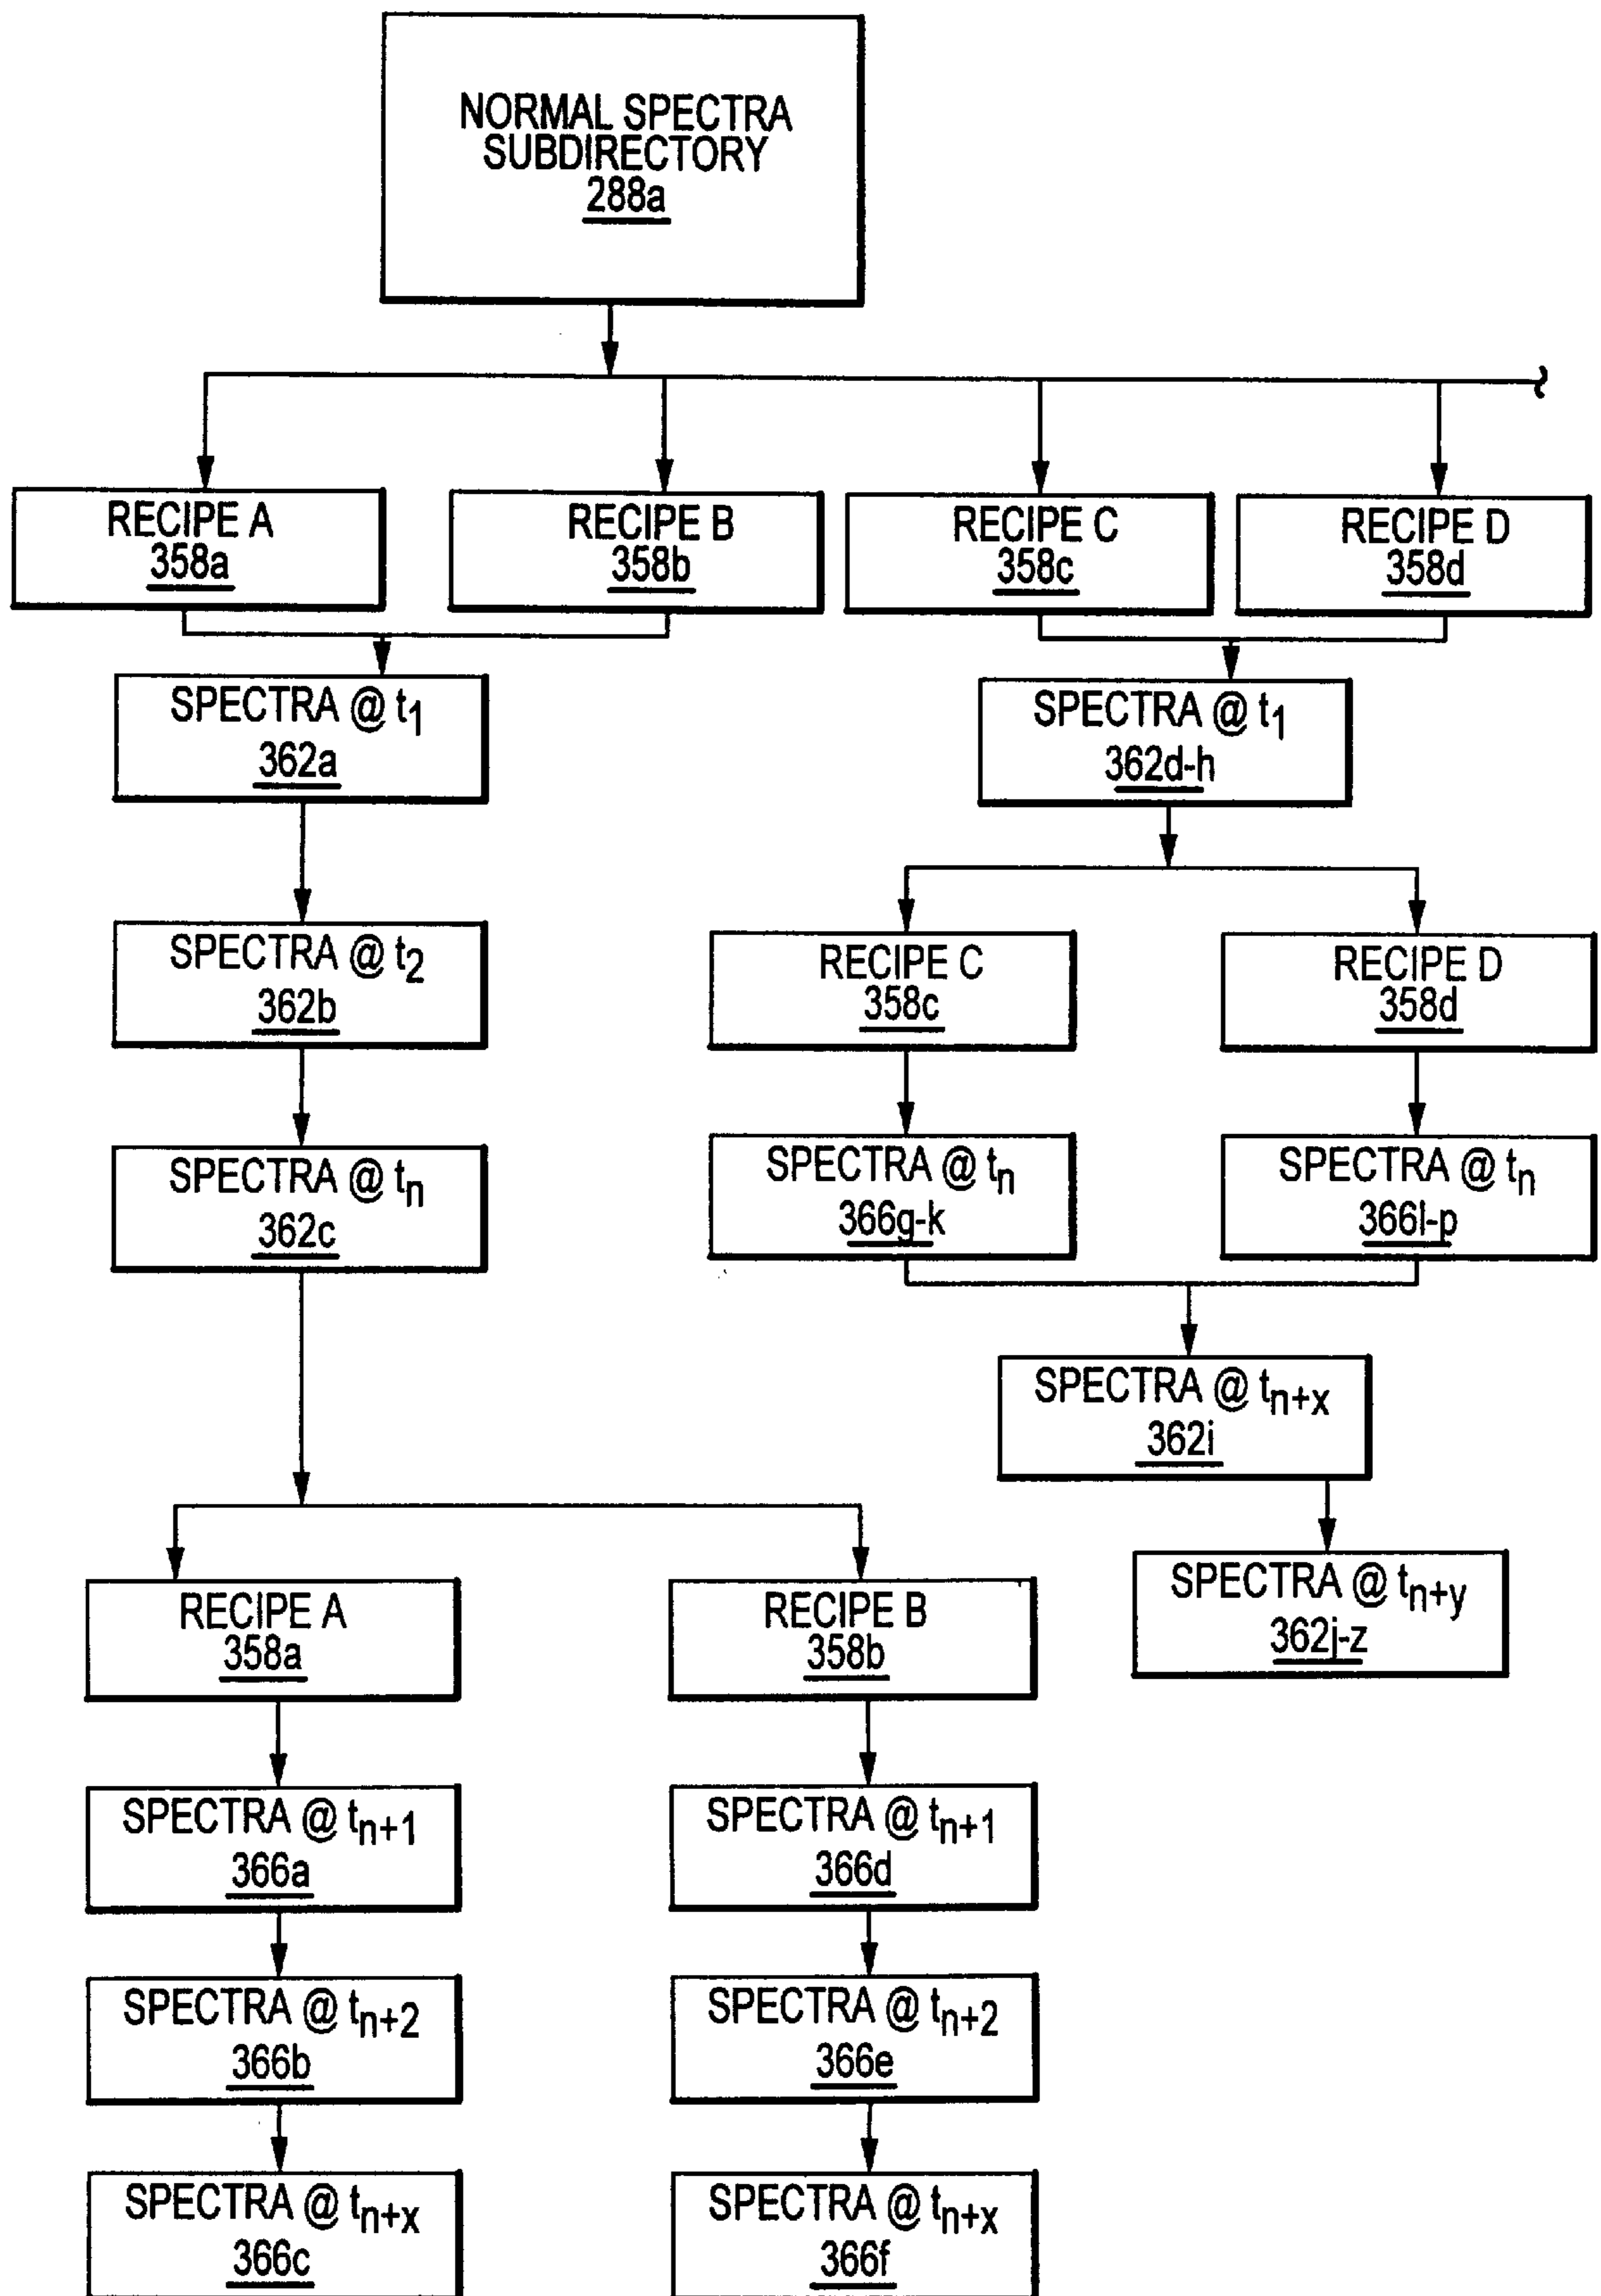 NORMAL SPECTRA
SUBDIRECTORY
288a
RECIPE A
358a
RECIPE B
358b
RECIPE C
358c
RECIPE D
358d
SPECTRA @ t1
362a
SPECTRA @ t1
362d-h
SPECTRA @ t2
362b
RECIPE C
358c
RECIPE D
358d
SPECTRA @ tn
362c
SPECTRA @ tn
366g-k
SPECTRA @ tn
366l-p
SPECTRA @ tn+x
362i
SPECTRA @ tn+y
362j-z
RECIPE A
358a
RECIPE B
358b
SPECTRA @ tn+1
366a
SPECTRA @ tn+1
366d
SPECTRA @ tn+2
366b
SPECTRA @ tn+2
366e
SPECTRA @ tn+x
366c
SPECTRA @ tn+x
366f